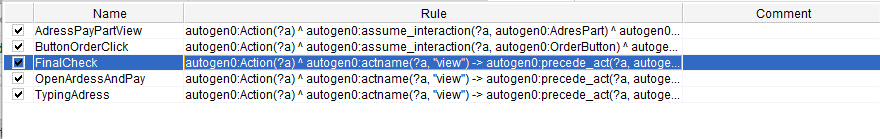 Name Rule Comment
AdressPayPartView autogen0:Action(?a) ^ autogen0:assume_interaction(?a, autogen0:AdresPart) ^ autogen0...
ButtonOrderClick autogen0:Action(?a) ^ autogen0:assume_interaction(?a, autogen0:OrderButton) ^ autoge...
FinalCheck autogen0:Action(?a) ^ autogen0:actname(?a, "view") -> autogen0:precede_act(?a, autoge...
OpenArdessAndPay autogen0:Action(?a) ^ autogen0:actname(?a, "view") -> autogen0:precede_act(?a, autoge...
TypingAdress autogen0:Action(?a) ^ autogen0:actname(?a, "view") -> autogen0:precede_act(?a, autoge...